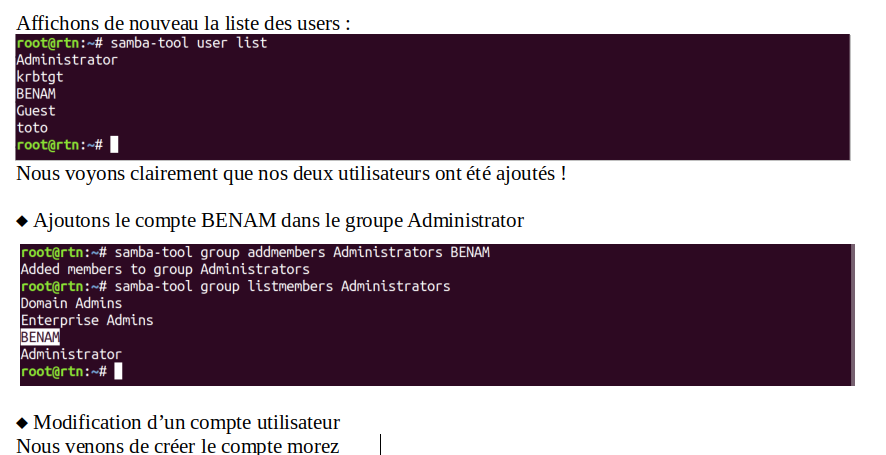 Affichons de nouveau la liste des users :
root@rtn:~# samba-tool user list
Administrator
krbtgt
BENAM
Guest
toto
root@rtn:~#
Nous voyons clairement que nos deux utilisateurs ont été ajoutés !
◆ Ajoutons le compte BENAM dans le groupe Administrator
root@rtn:~# samba-tool group addmembers Administrators BENAM
Added members to group Administrators
root@rtn:~# samba-tool group listmembers Administrators
Domain Admins
Enterprise Admins
BENAM
Administrator
root@rtn:~#
◆ Modification d’un compte utilisateur
Nous venons de créer le compte morez